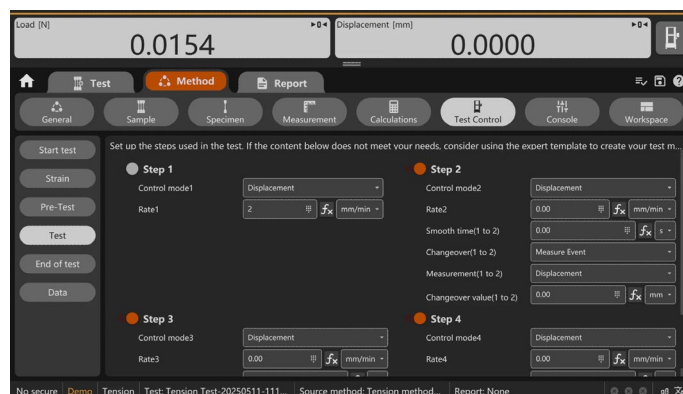 Load [N]
0.0154
Displacement [mm]
0.0000
Test
Method
Report
General
Sample
Specimen
Measurement
Calculations
Test Control
Console
Workspace
Start test
Strain
Pre-Test
Test
End of test
Data
Set up the steps used in the test. If the content below does not meet your needs, consider using the expert template to create your test m...
Step 1
Control mode1 Displacement
Rate1 2 fx mm/min
Step 2
Control mode2 Displacement
Rate2 0.00 fx mm/min
Smooth time(1 to 2) 0.00 fx s
Changeover(1 to 2) Measure Event
Measurement(1 to 2) Displacement
Changeover value(1 to 2) 0.00 fx mm
Step 3
Control mode3 Displacement
Rate3 0.00 fx mm/min
Step 4
Control mode4 Displacement
Rate4 0.00 fx mm/min
No secure Demo Tension Test: Tension Test-20250511-111... Source method: Tension method... Report: None